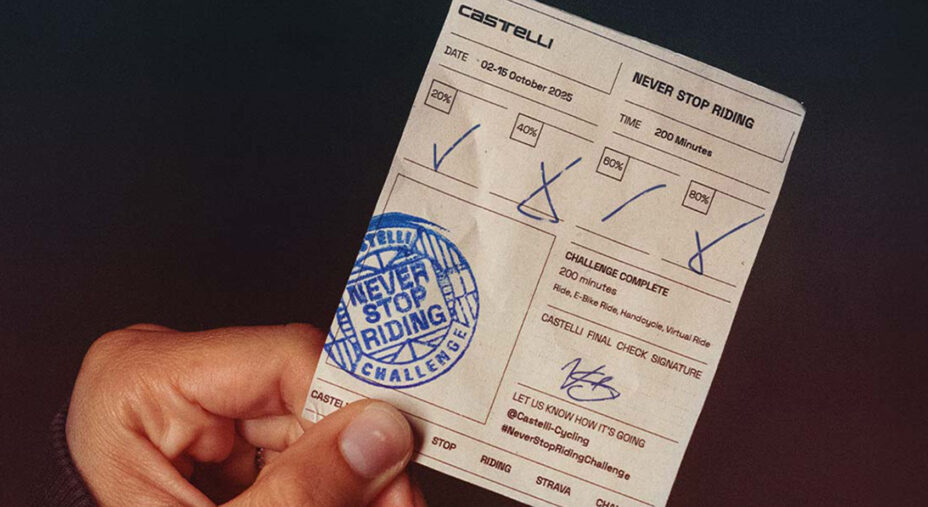 CASTELLI
NEVER STOP RIDING
DATE 02-15 October 2025
TIME 200 Minutes
20%
40%
60%
80%
CHALLENGE COMPLETE
200 minutes
Ride, E-Bike Ride, Handcycle, Virtual Ride
CASTELLI FINAL CHECK SIGNATURE
LET US KNOW HOW IT'S GOING
@Castelli-Cycling
#NeverStopRidingChallenge
CASTELLI
NEVER
STOP
RIDING
CHALLENGE
STOP RIDING STRAVA